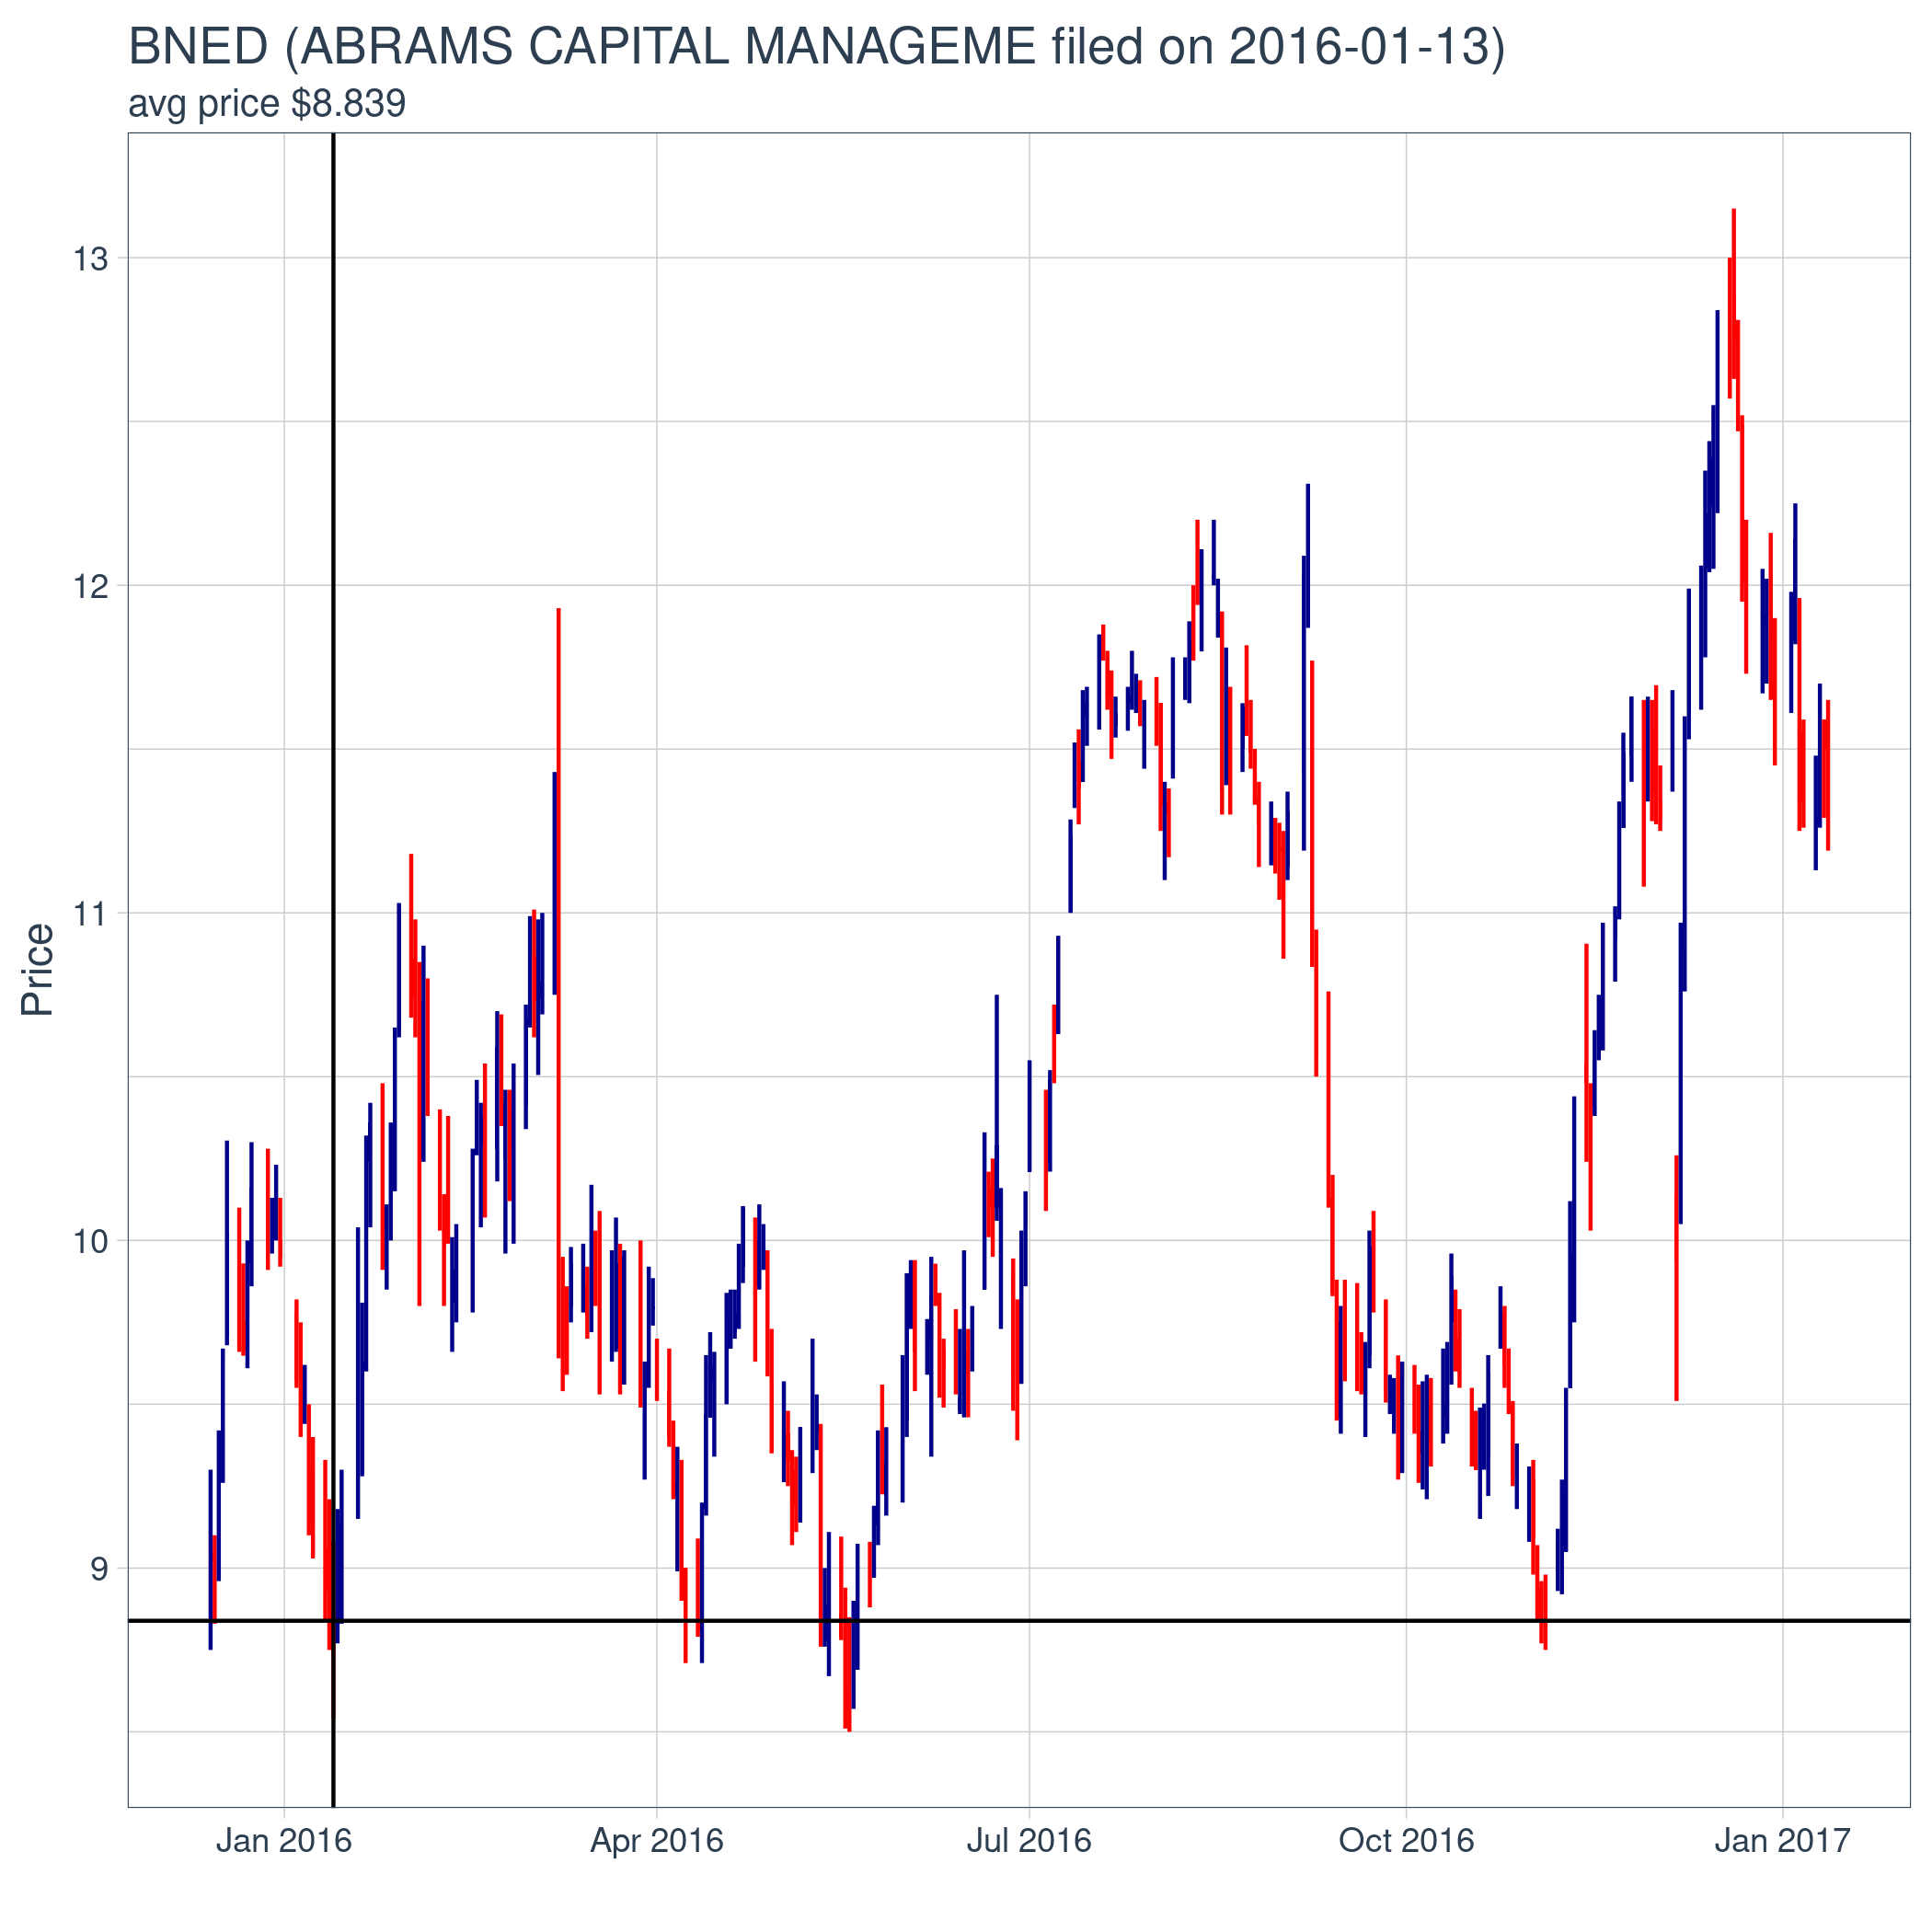 BNED (ABRAMS CAPITAL MANAGEME filed on 2016-01-13)
avg price $8.839
Price
13
12
11
10
9
Jan 2016
Apr 2016
Jul 2016
Oct 2016
Jan 2017